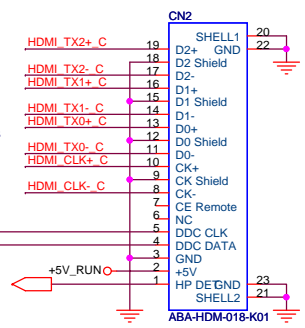 CN2
HDMI_TX2+_C 19 D2+ SHELL1 20
18 D2 Shield GND 22
HDMI_TX2-_C 17 D2-
HDMI_TX1+_C 16 D1+
15 D1 Shield
HDMI_TX1-_C 14 D1-
HDMI_TX0+_C 13 D0+
12 D0 Shield
HDMI_TX0-_C 11 D0-
HDMI_CLK+_C 10 CK+
9 CK Shield
HDMI_CLK-_C 8 CK-
7 CE Remote
6 NC
5 DDC CLK
4 DDC DATA
3 GND
+5V_RUN 2 +5V
1 HP DET GND 23
SHELL2 21
ABA-HDM-018-K01